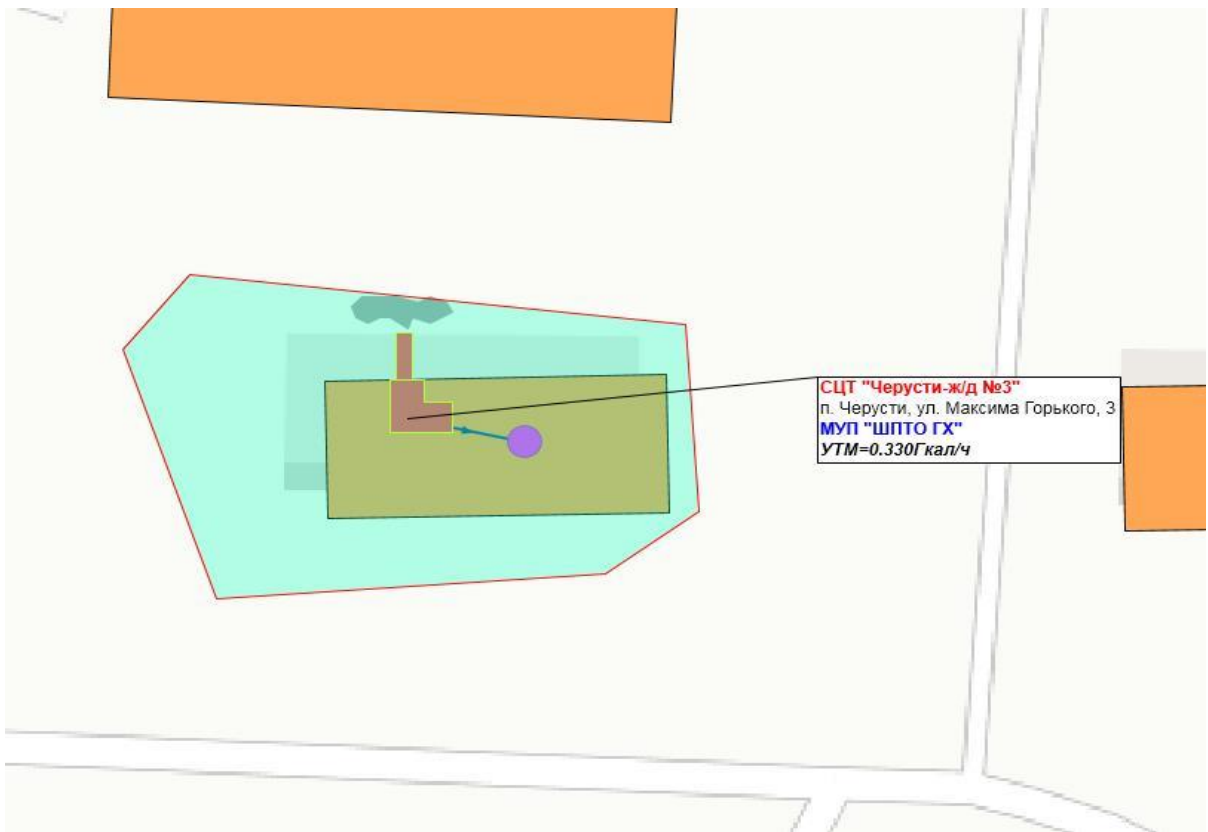 СЦТ "Черусти-ж/д №3"
п. Черусти, ул. Максима Горького, 3
МУП "ШПТО ГХ"
УТМ=0.330Гкал/ч